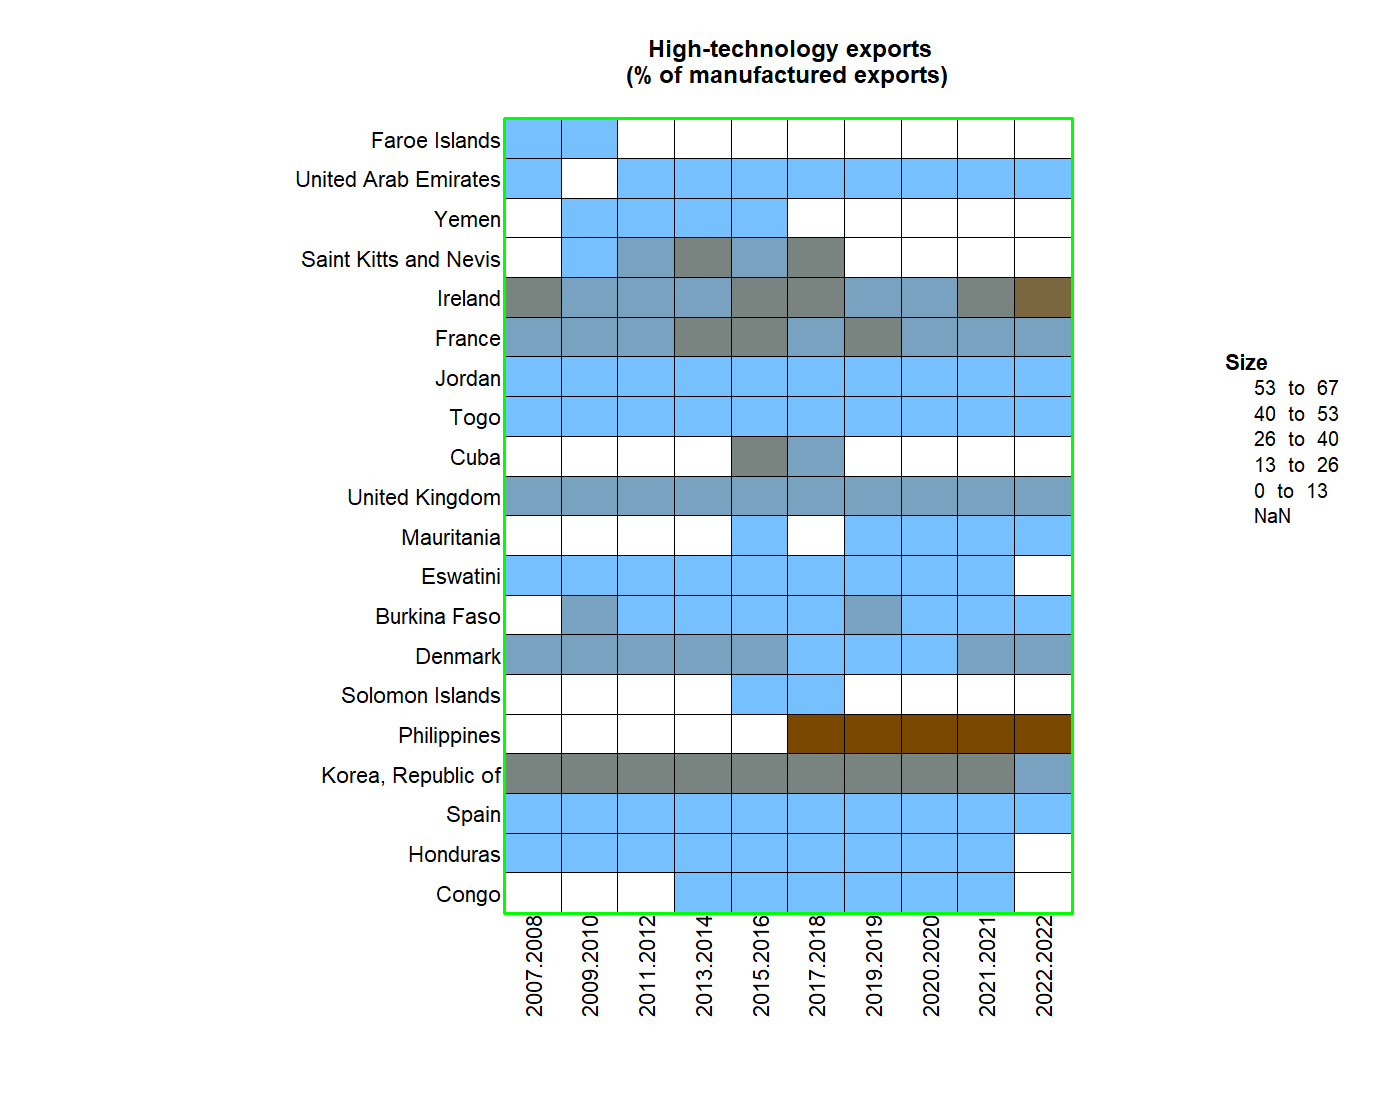 High-technology exports
(% of manufactured exports)
Faroe Islands
United Arab Emirates
Yemen
Saint Kitts and Nevis
Ireland
France
Jordan
Togo
Cuba
United Kingdom
Mauritania
Eswatini
Burkina Faso
Denmark
Solomon Islands
Philippines
Korea, Republic of
Spain
Honduras
Congo
2007.2008
2009.2010
2011.2012
2013.2014
2015.2016
2017.2018
2019.2019
2020.2020
2021.2021
2022.2022
Size
53 to 67
40 to 53
26 to 40
13 to 26
0 to 13
NaN